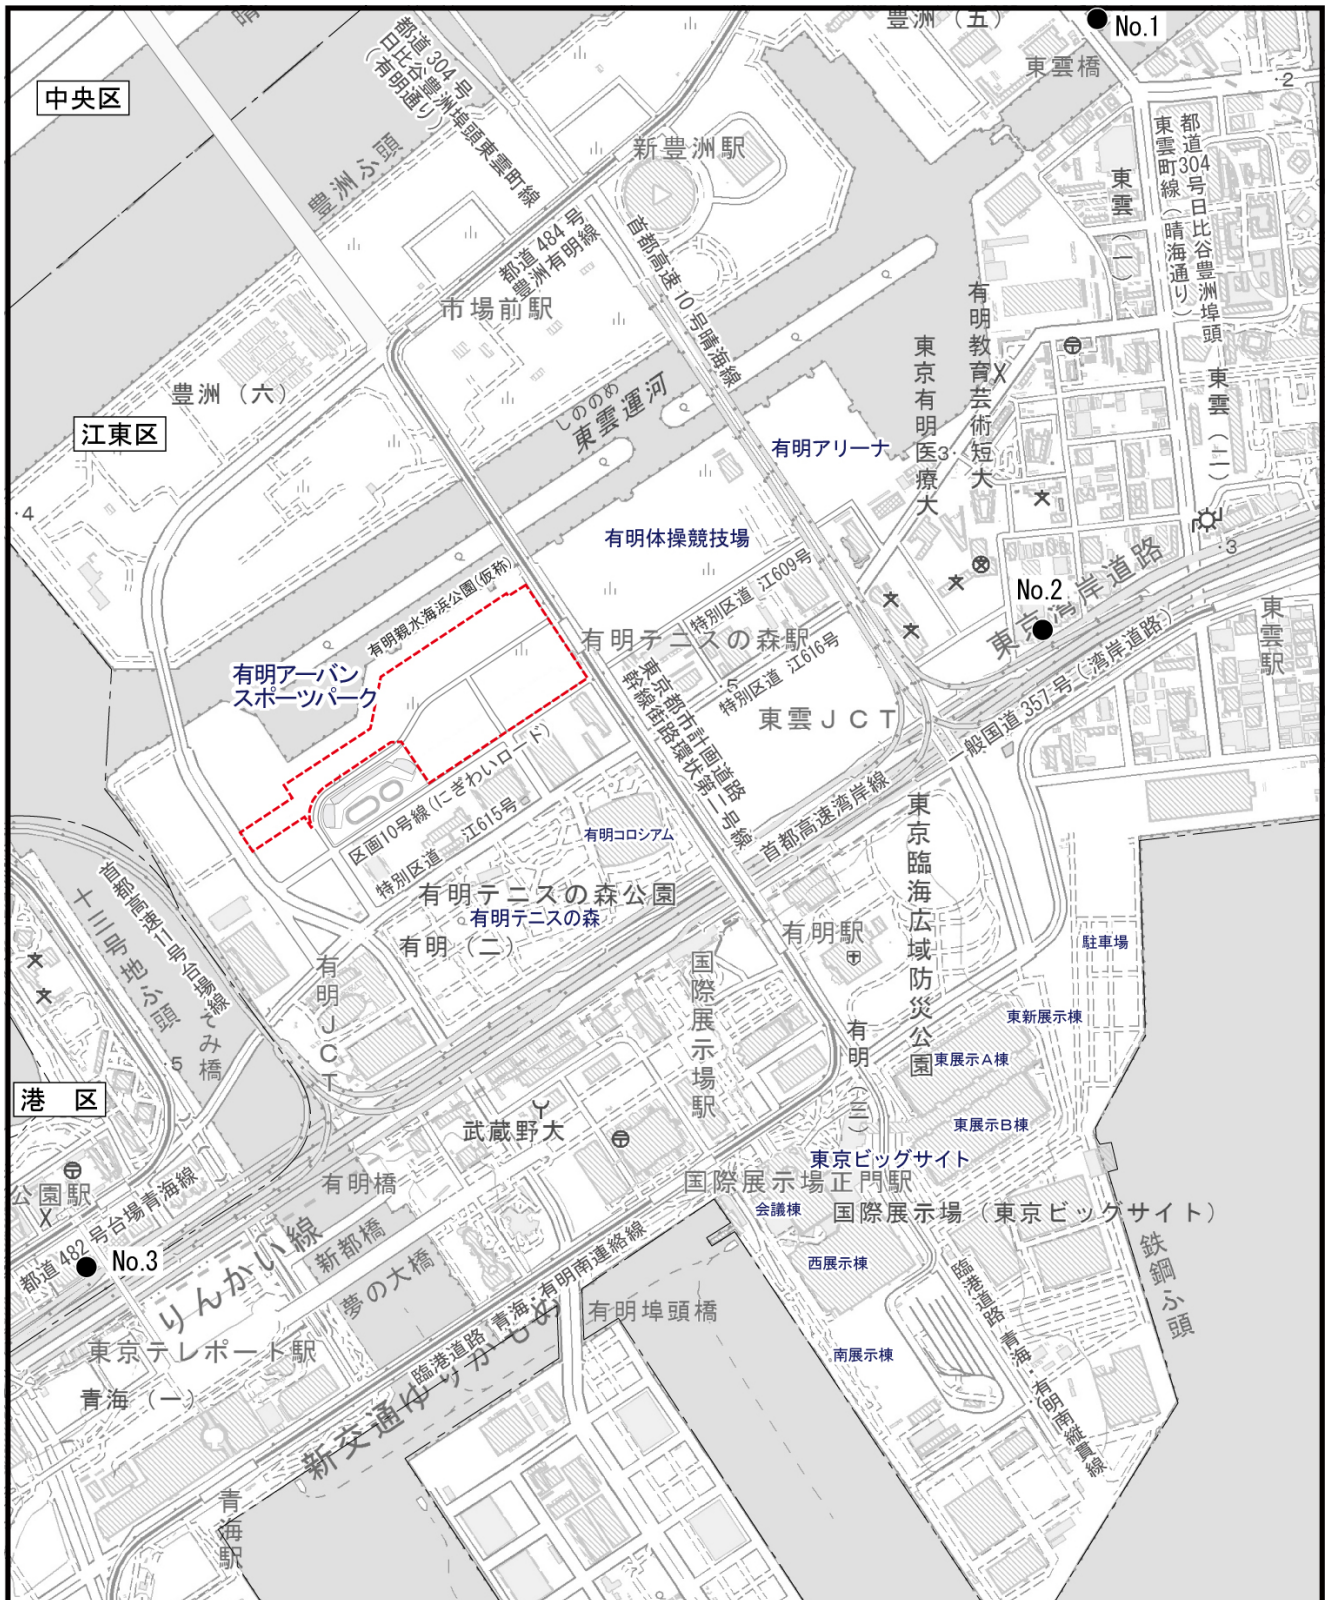 豊洲（五）
No.1
東雲橋
都道 304 号
日比谷豊洲埠頭東雲町線
（有明通り）
中央区
2
新豊洲駅
豊洲ふ頭
都道304号日比谷豊洲埠頭
東雲町線（晴海通り）
東雲（一）
都道 484 号
豊洲有明線
首都高速 10 号晴海線
市場前駅
有明教育芸術短大
東京有明医療大
豊洲（六）
東雲（二）
しののめ
東雲運河
江東区
有明アリーナ
3
4
有明体操競技場
3
東京湾岸道路
No.2
有明親水海浜公園(仮称)
特別区道 江609号
有明テニスの森駅
東雲駅
特別区道 江616号
5
有明アーバン
スポーツパーク
東京都市計画道路
幹線街路環状第二号線
東雲ＪＣＴ
一般国道 357 号（湾岸道路）
区画10号線(にぎわいロード)
特別区道 江615号
首都高速湾岸線
有明コロシアム
東京臨海広域防災公園
首都高速11号台場線
十三号地ふ頭
有明テニスの森公園
有明テニスの森
有明（二）
有明駅
駐車場
有明ＪＣＴ
国際展示場駅
東新展示棟
有明（三）
東展示Ａ棟
のぞみ橋
5
港　区
東展示Ｂ棟
武蔵野大
東京ビッグサイト
国際展示場正門駅
有明橋
公園駅
会議棟
国際展示場（東京ビッグサイト）
都道 482 号台場青海線
No.3
りんかい線
新都橋
夢の大橋
西展示棟
鉄鋼ふ頭
臨港道路 青海・有明南連絡線
有明埠頭橋
臨港道路 青海・有明南縦貫線
東京テレポート駅
南展示棟
青海（一）
新交通ゆりかもめ
青海駅